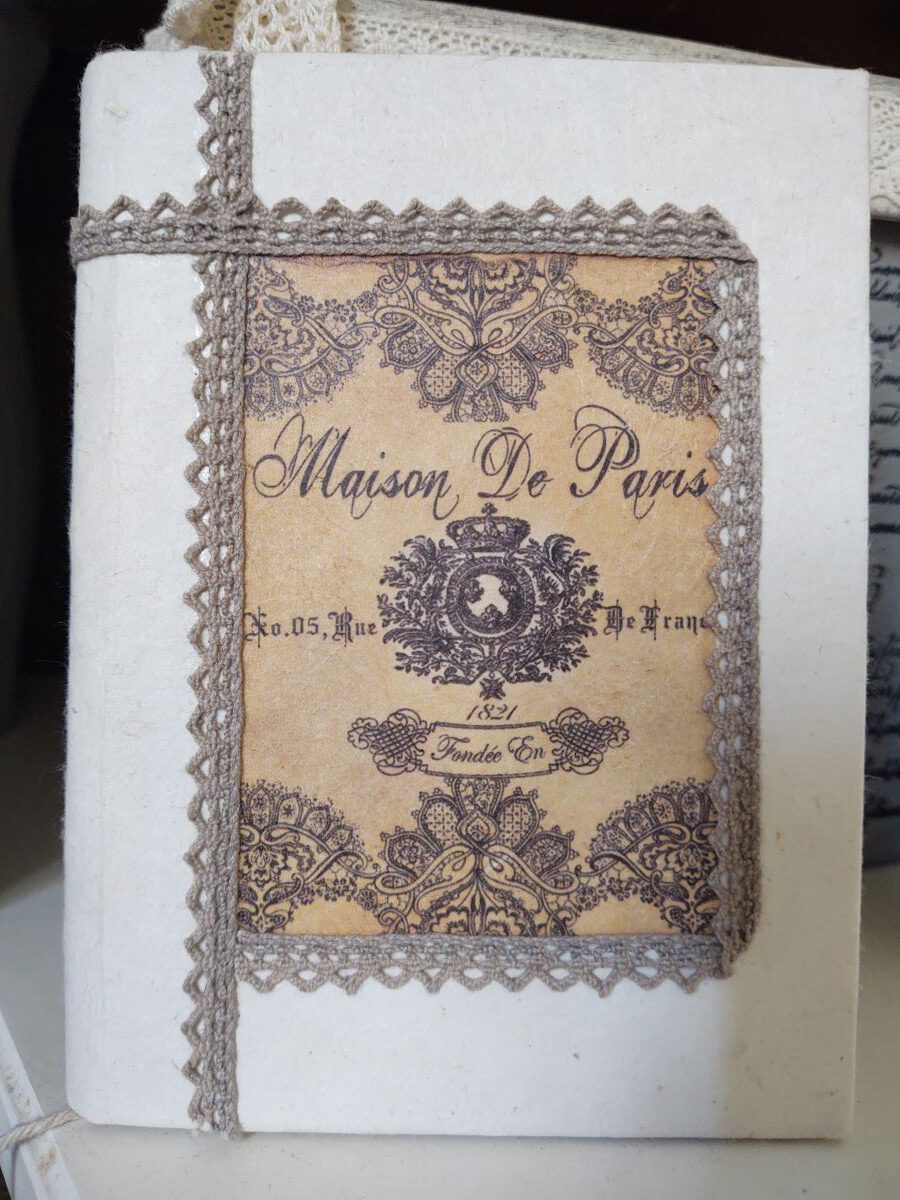 Maison De Paris
No.05, Rue De Franc
1821
Fondée En